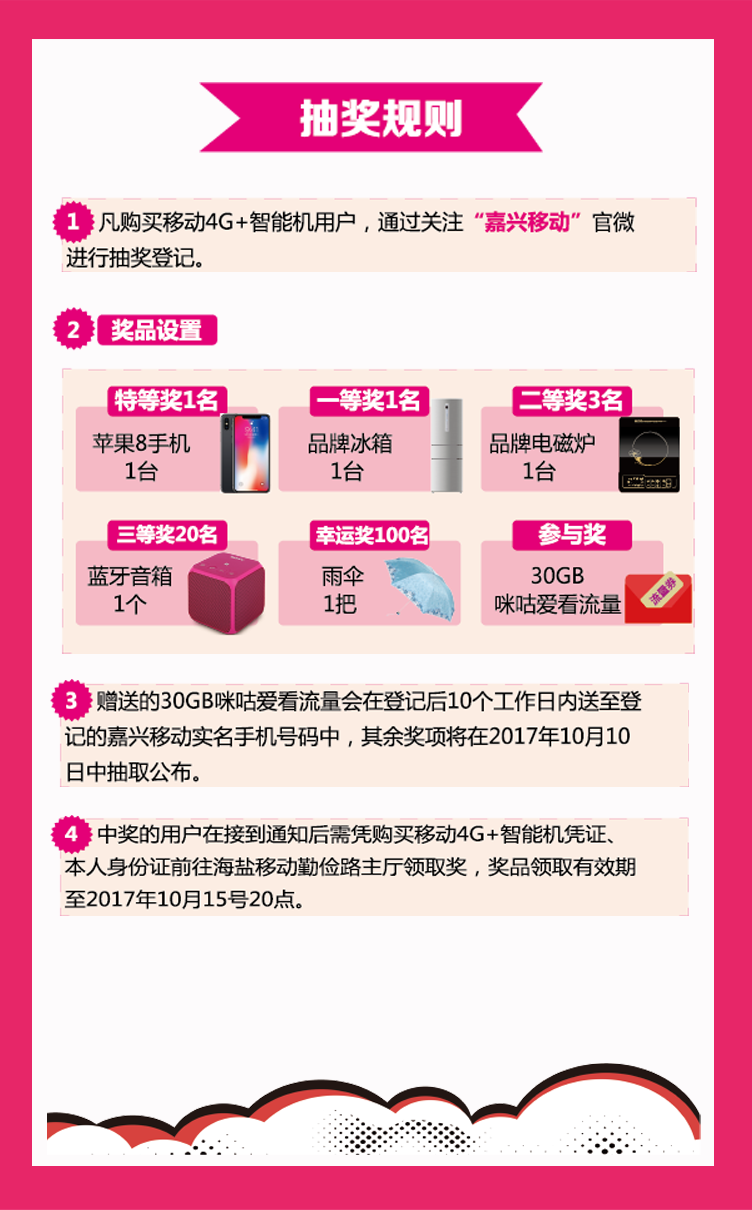 抽奖规则
1 凡购买移动4G+智能机用户，通过关注“嘉兴移动”官微
进行抽奖登记。
2 奖品设置
特等奖1名
苹果8手机
1台
一等奖1名
品牌冰箱
1台
二等奖3名
品牌电磁炉
1台
三等奖20名
蓝牙音箱
1个
幸运奖100名
雨伞
1把
参与奖
30GB
咪咕爱看流量
流量券
3 赠送的30GB咪咕爱看流量会在登记后10个工作日内送至登
记的嘉兴移动实名手机号码中，其余奖项将在2017年10月10
日中抽取公布。
4 中奖的用户在接到通知后需凭购买移动4G+智能机凭证、
本人身份证前往海盐移动勤俭路主厅领取奖，奖品领取有效期
至2017年10月15号20点。